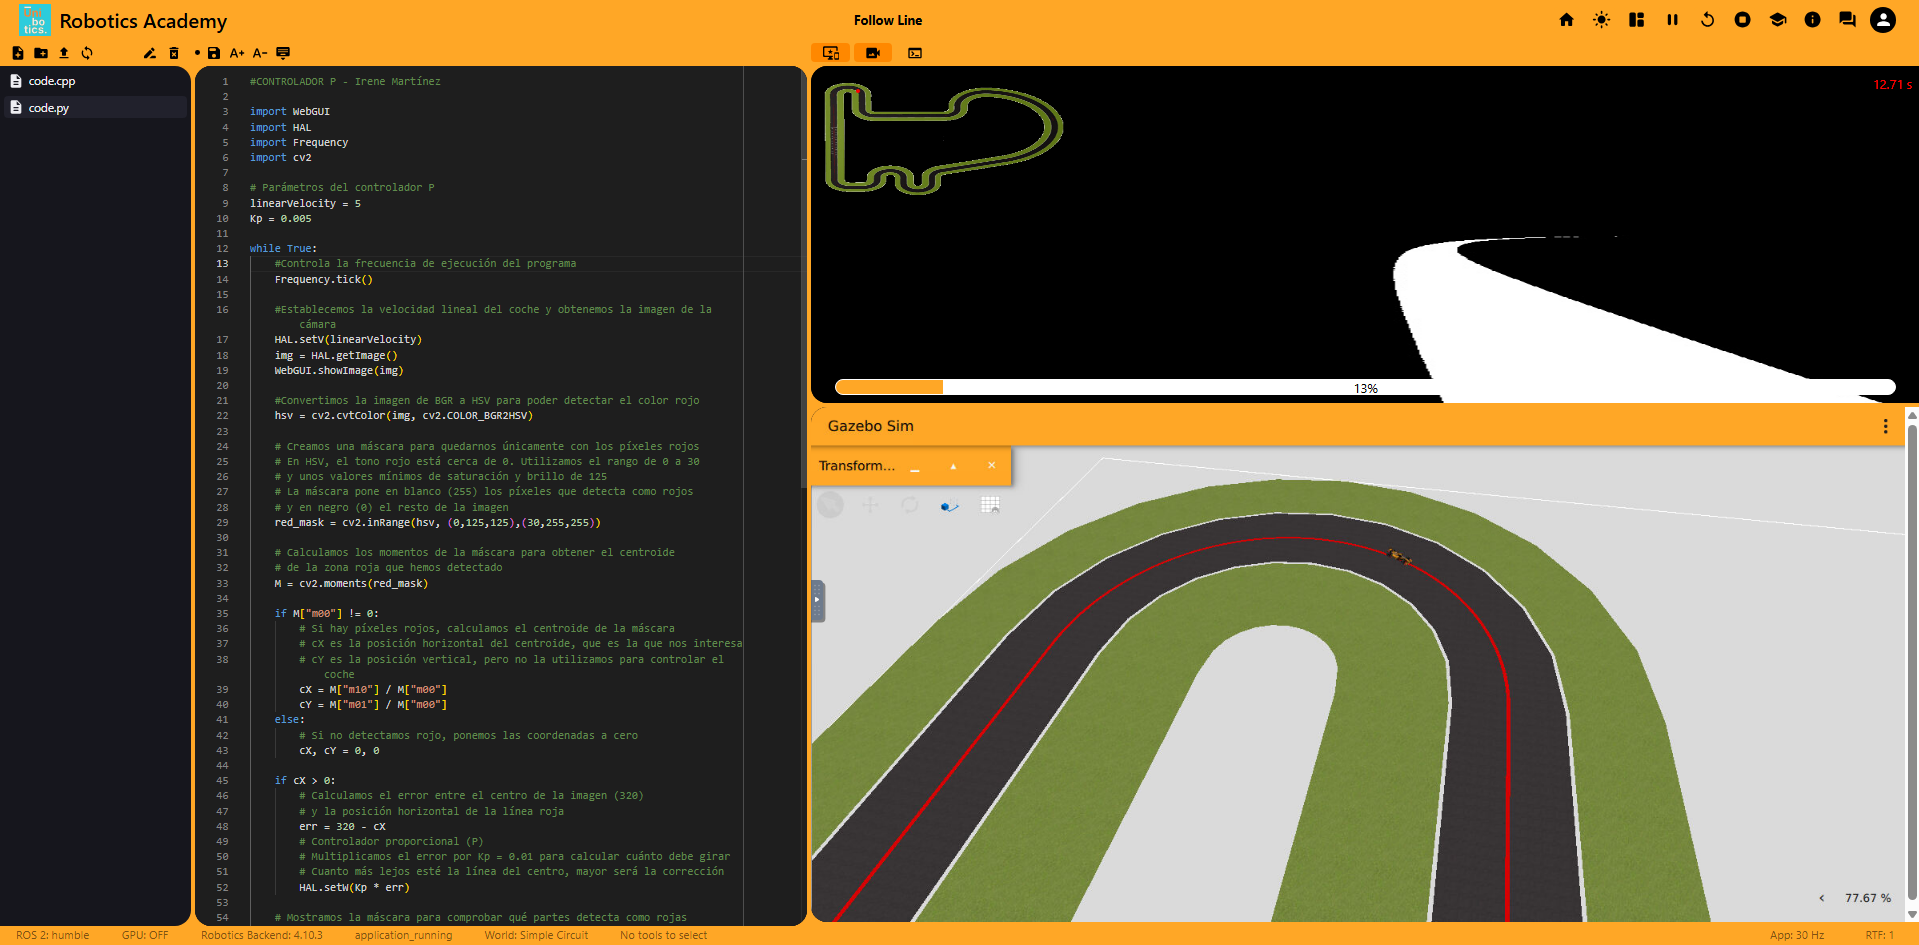 bo
tics.
Robotics Academy
Follow Line
A+ A-
code.cpp
code.py
1 #CONTROLADOR P - Irene Martínez
2
3 import WebGUI
4 import HAL
5 import Frequency
6 import cv2
7
8 # Parámetros del controlador P
9 linearVelocity = 5
10 Kp = 0.005
11
12 while True:
13 #Controla la frecuencia de ejecución del programa
14 Frequency.tick()
15
16 #Establecemos la velocidad lineal del coche y obtenemos la imagen de la
cámara
17 HAL.setV(linearVelocity)
18 img = HAL.getImage()
19 WebGUI.showImage(img)
20
21 #Convertimos la imagen de BGR a HSV para poder detectar el color rojo
22 hsv = cv2.cvtColor(img, cv2.COLOR_BGR2HSV)
23
24 # Creamos una máscara para quedarnos únicamente con los píxeles rojos
25 # En HSV, el tono rojo está cerca de 0. Utilizamos el rango de 0 a 30
26 # y unos valores mínimos de saturación y brillo de 125
27 # La máscara pone en blanco (255) los píxeles que detecta como rojos
28 # y en negro (0) el resto de la imagen
29 red_mask = cv2.inRange(hsv, (0,125,125),(30,255,255))
30
31 # Calculamos los momentos de la máscara para obtener el centroide
32 # de la zona roja que hemos detectado
33 M = cv2.moments(red_mask)
34
35 if M["m00"] != 0:
36 # Si hay píxeles rojos, calculamos el centroide de la máscara
37 # cX es la posición horizontal del centroide, que es la que nos interesa
38 # cY es la posición vertical, pero no la utilizamos para controlar el
coche
39 cX = M["m10"] / M["m00"]
40 cY = M["m01"] / M["m00"]
41 else:
42 # Si no detectamos rojo, ponemos las coordenadas a cero
43 cX, cY = 0, 0
44
45 if cX > 0:
46 # Calculamos el error entre el centro de la imagen (320)
47 # y la posición horizontal de la línea roja
48 err = 320 - cX
49 # Controlador proporcional (P)
50 # Multiplicamos el error por Kp = 0.01 para calcular cuánto debe girar
51 # Cuanto más lejos esté la línea del centro, mayor será la corrección
52 HAL.setW(Kp * err)
53
54 # Mostramos la máscara para comprobar qué partes detecta como rojas
12.71 s
13%
Gazebo Sim
Transform...
77.67 %
ROS 2: humble GPU: OFF Robotics Backend: 4.10.3 application_running World: Simple Circuit No tools to select App: 30 Hz RTF: 1